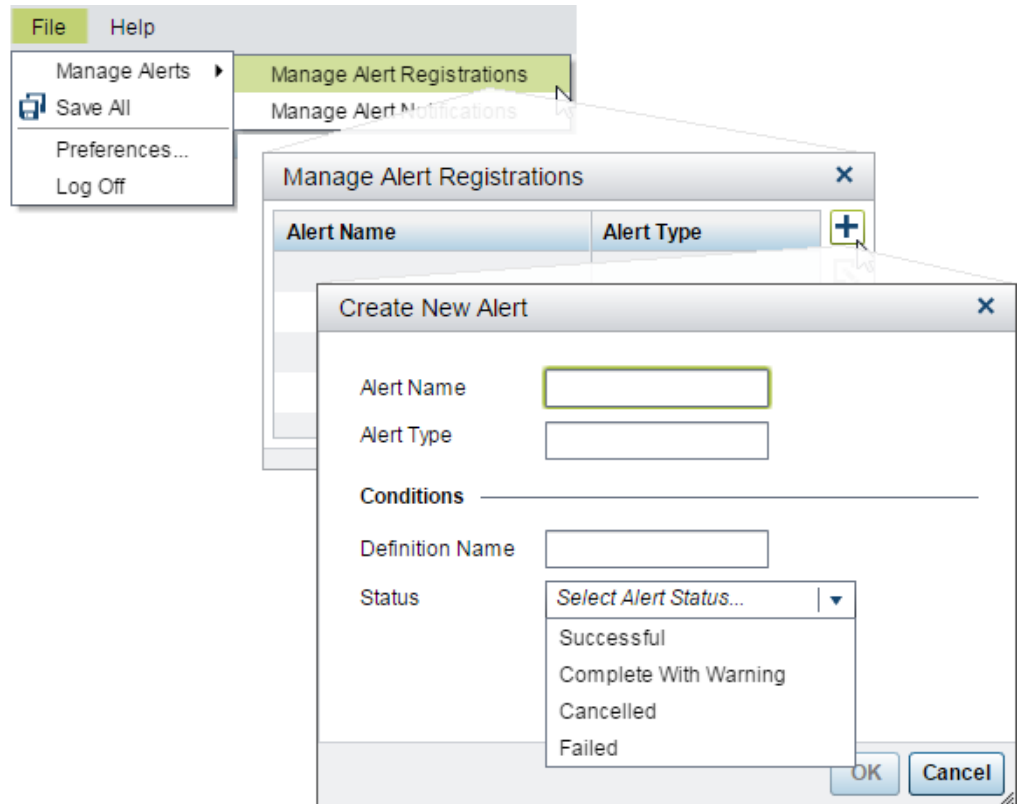 File Help
Manage Alerts
Manage Alert Registrations
Save All
Manage Alert Notifications
Preferences...
Log Off
Manage Alert Registrations
Alert Name Alert Type
Create New Alert
Alert Name
Alert Type
Conditions
Definition Name
Status Select Alert Status...
Successful
Complete With Warning
Cancelled
Failed
OK Cancel